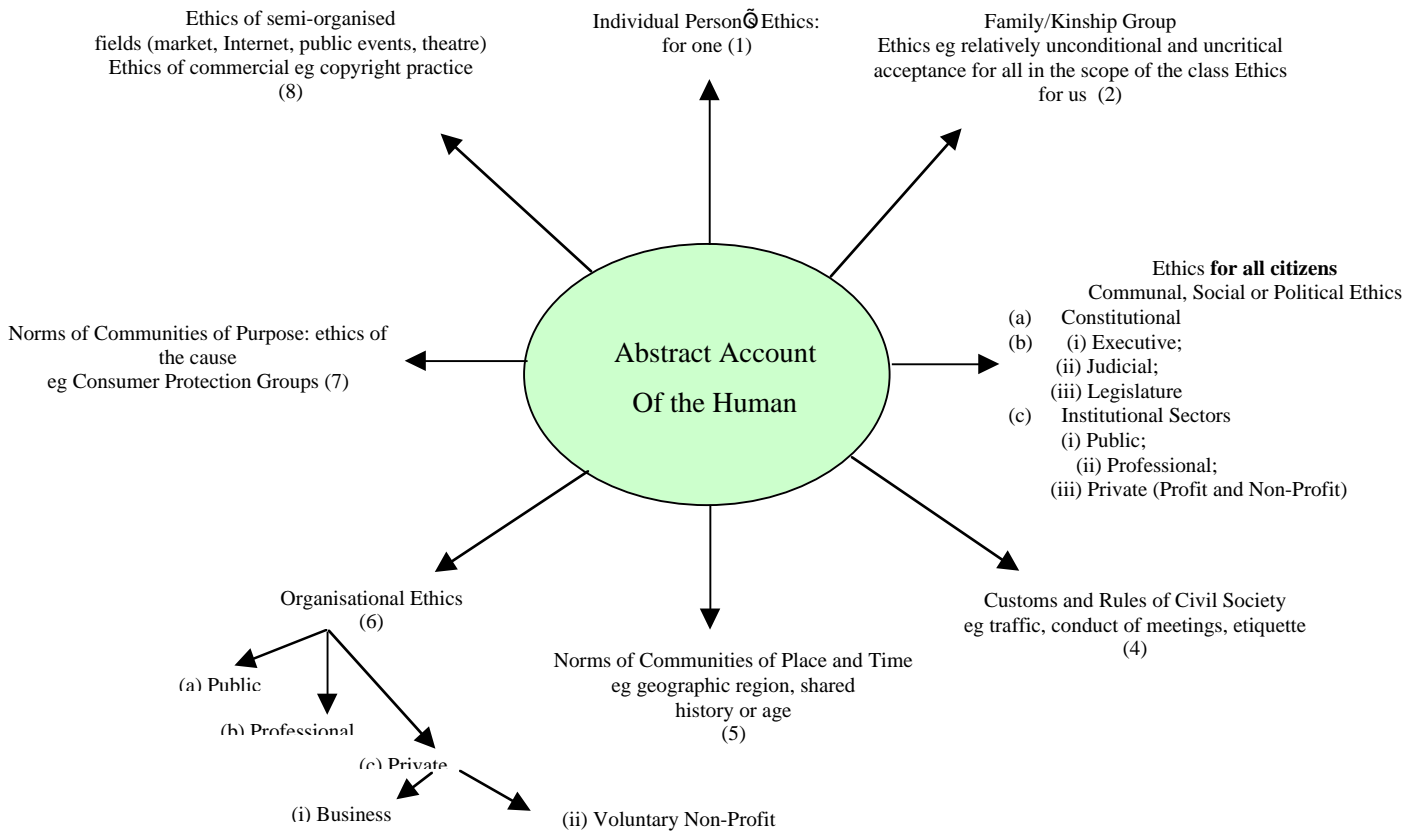 Ethics of semi-organised
fields (market, Internet, public events, theatre)
Ethics of commercial eg copyright practice
(8)
Individual PersonÕs Ethics:
for one (1)
Family/Kinship Group
Ethics eg relatively unconditional and uncritical
acceptance for all in the scope of the class Ethics
for us (2)
Ethics for all citizens
Communal, Social or Political Ethics
(a) Constitutional
(b) (i) Executive;
(ii) Judicial;
(iii) Legislature
(c) Institutional Sectors
(i) Public;
(ii) Professional;
(iii) Private (Profit and Non-Profit)
Norms of Communities of Purpose: ethics of
the cause
eg Consumer Protection Groups (7)
Abstract Account
Of the Human
Organisational Ethics
(6)
(a) Public
(b) Professional
(c) Private
(i) Business
(ii) Voluntary Non-Profit
Norms of Communities of Place and Time
eg geographic region, shared
history or age
(5)
Customs and Rules of Civil Society
eg traffic, conduct of meetings, etiquette
(4)